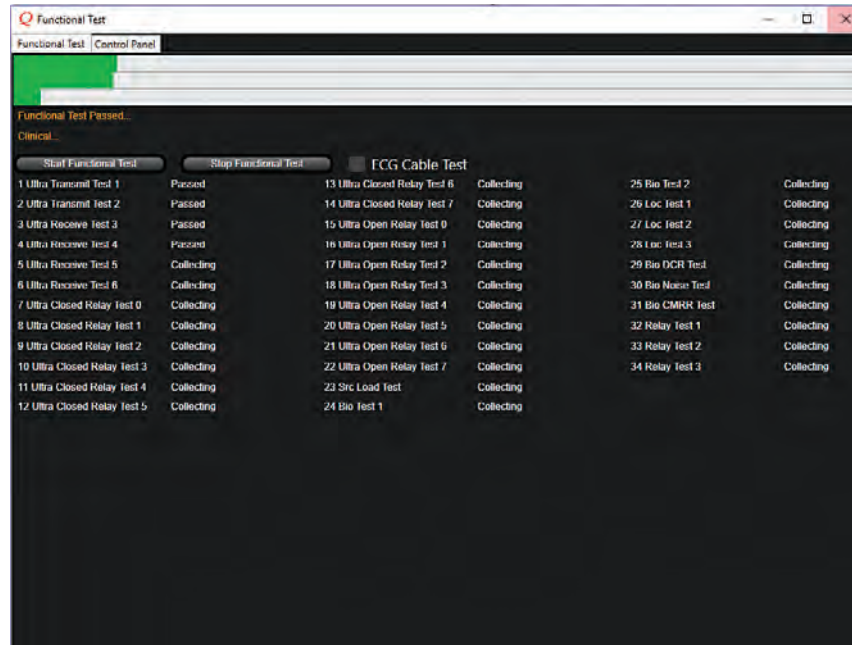 Functional Test
Functional Test Control Panel
Functional Test Passed...
Clinical...
Start Functional Test Stop Functional Test ECG Cable Test
1 Ultra Transmit Test 1 Passed 13 Ultra Closed Relay Test 6 Collecting 25 Bio Test 2 Collecting
2 Ultra Transmit Test 2 Passed 14 Ultra Closed Relay Test 7 Collecting 26 Loc Test 1 Collecting
3 Ultra Receive Test 3 Passed 15 Ultra Open Relay Test 0 Collecting 27 Loc Test 2 Collecting
4 Ultra Receive Test 4 Passed 16 Ultra Open Relay Test 1 Collecting 28 Loc Test 3 Collecting
5 Ultra Receive Test 5 Collecting 17 Ultra Open Relay Test 2 Collecting 29 Bio DCR Test Collecting
6 Ultra Receive Test 6 Collecting 18 Ultra Open Relay Test 3 Collecting 30 Bio Noise Test Collecting
7 Ultra Closed Relay Test 0 Collecting 19 Ultra Open Relay Test 4 Collecting 31 Bio CMRR Test Collecting
8 Ultra Closed Relay Test 1 Collecting 20 Ultra Open Relay Test 5 Collecting 32 Relay Test 1 Collecting
9 Ultra Closed Relay Test 2 Collecting 21 Ultra Open Relay Test 6 Collecting 33 Relay Test 2 Collecting
10 Ultra Closed Relay Test 3 Collecting 22 Ultra Open Relay Test 7 Collecting 34 Relay Test 3 Collecting
11 Ultra Closed Relay Test 4 Collecting 23 Src Load Test Collecting
12 Ultra Closed Relay Test 5 Collecting 24 Bio Test 1 Collecting